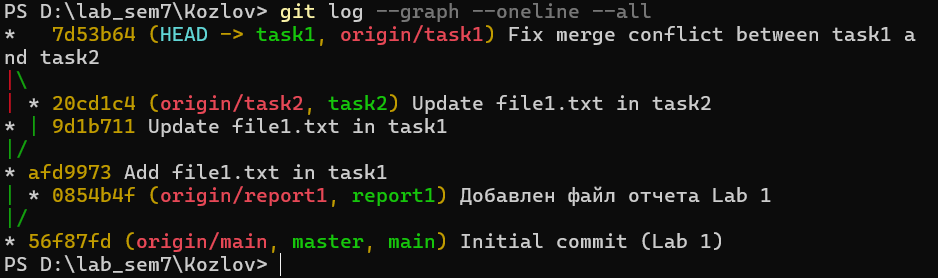 PS D:\lab_sem7\Kozlov> git log --graph --oneline --all
*   7d53b64 (HEAD -> task1, origin/task1) Fix merge conflict between task1 a
nd task2
|\
| * 20cd1c4 (origin/task2, task2) Update file1.txt in task2
* | 9d1b711 Update file1.txt in task1
|/
* afd9973 Add file1.txt in task1
| * 0854b4f (origin/report1, report1) Добавлен файл отчета Lab 1
|/
* 56f87fd (origin/main, master, main) Initial commit (Lab 1)
PS D:\lab_sem7\Kozlov>